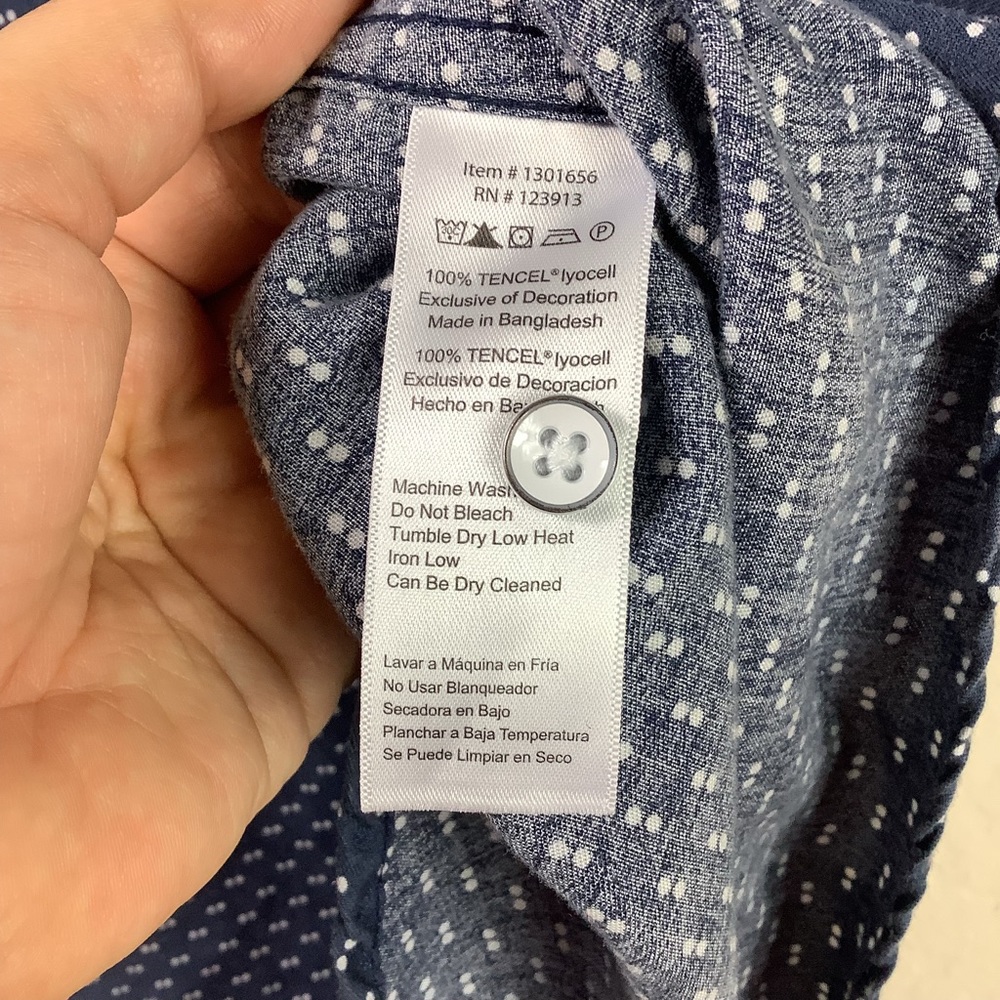 Item # 1301656
RN # 123913
P
100% TENCEL® lyocell
Exclusive of Decoration
Made in Bangladesh
100% TENCEL® lyocell
Exclusivo de Decoracion
Hecho en
Machine Wash
Do Not Bleach
Tumble Dry Low Heat
Iron Low
Can Be Dry Cleaned
Lavar a Máquina en Fría
No Usar Blanqueador
Secadora en Bajo
Planchar a Baja Temperatura
Se Puede Limpiar en Seco